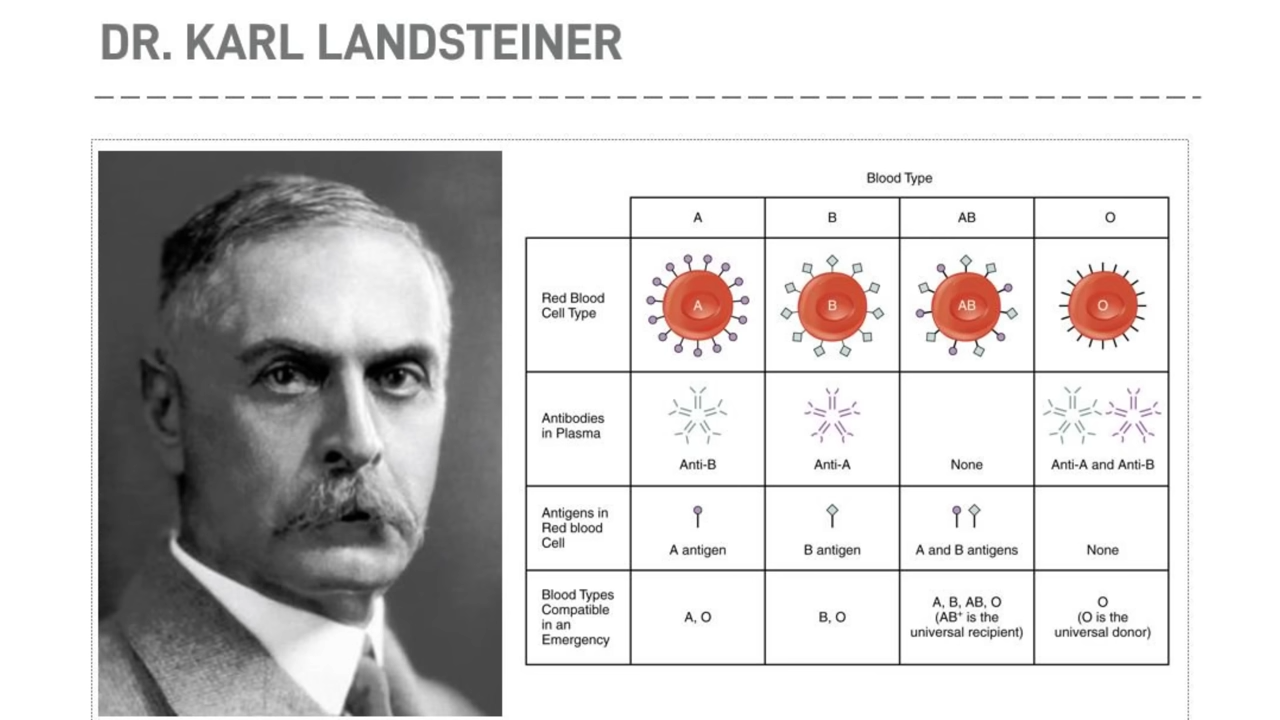 DR. KARL LANDSTEINER
Blood Type
A
B
AB
O
Red Blood
Cell Type
A
B
AB
O
Antibodies
in Plasma
Anti-B
Anti-A
None
Anti-A and Anti-B
Antigens in
Red blood
Cell
A antigen
B antigen
A and B antigens
None
Blood Types
Compatible
in an
Emergency
A, O
B, O
A, B, AB, O
(AB⁺ is the
universal recipient)
O
(O is the
universal donor)